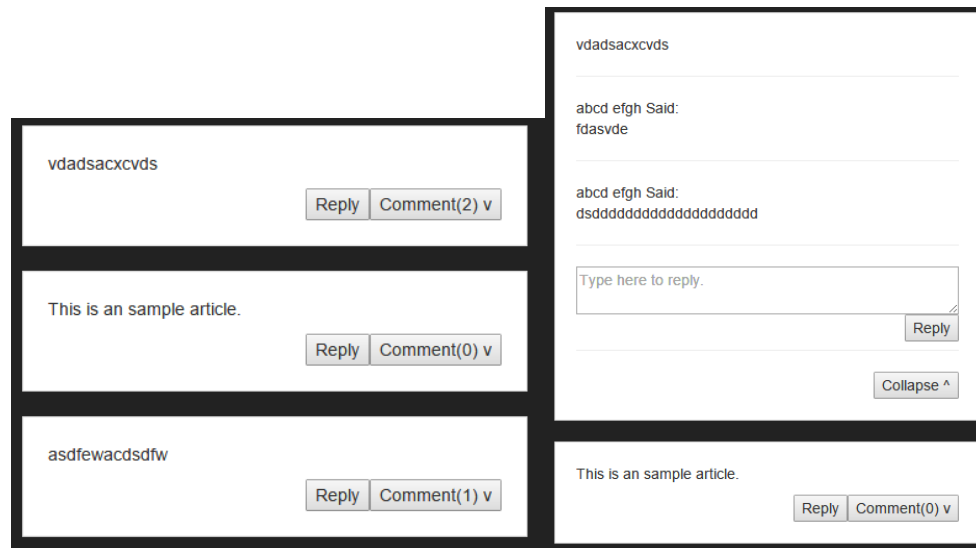 vdadsacxcvds
Reply Comment(2) v
This is an sample article.
Reply Comment(0) v
asdfewacdsdfw
Reply Comment(1) v
vdadsacxcvds
abcd efgh Said:
fdasvde
abcd efgh Said:
dsdddddddddddddddddddd
Type here to reply.
Reply
Collapse ^
This is an sample article.
Reply Comment(0) v